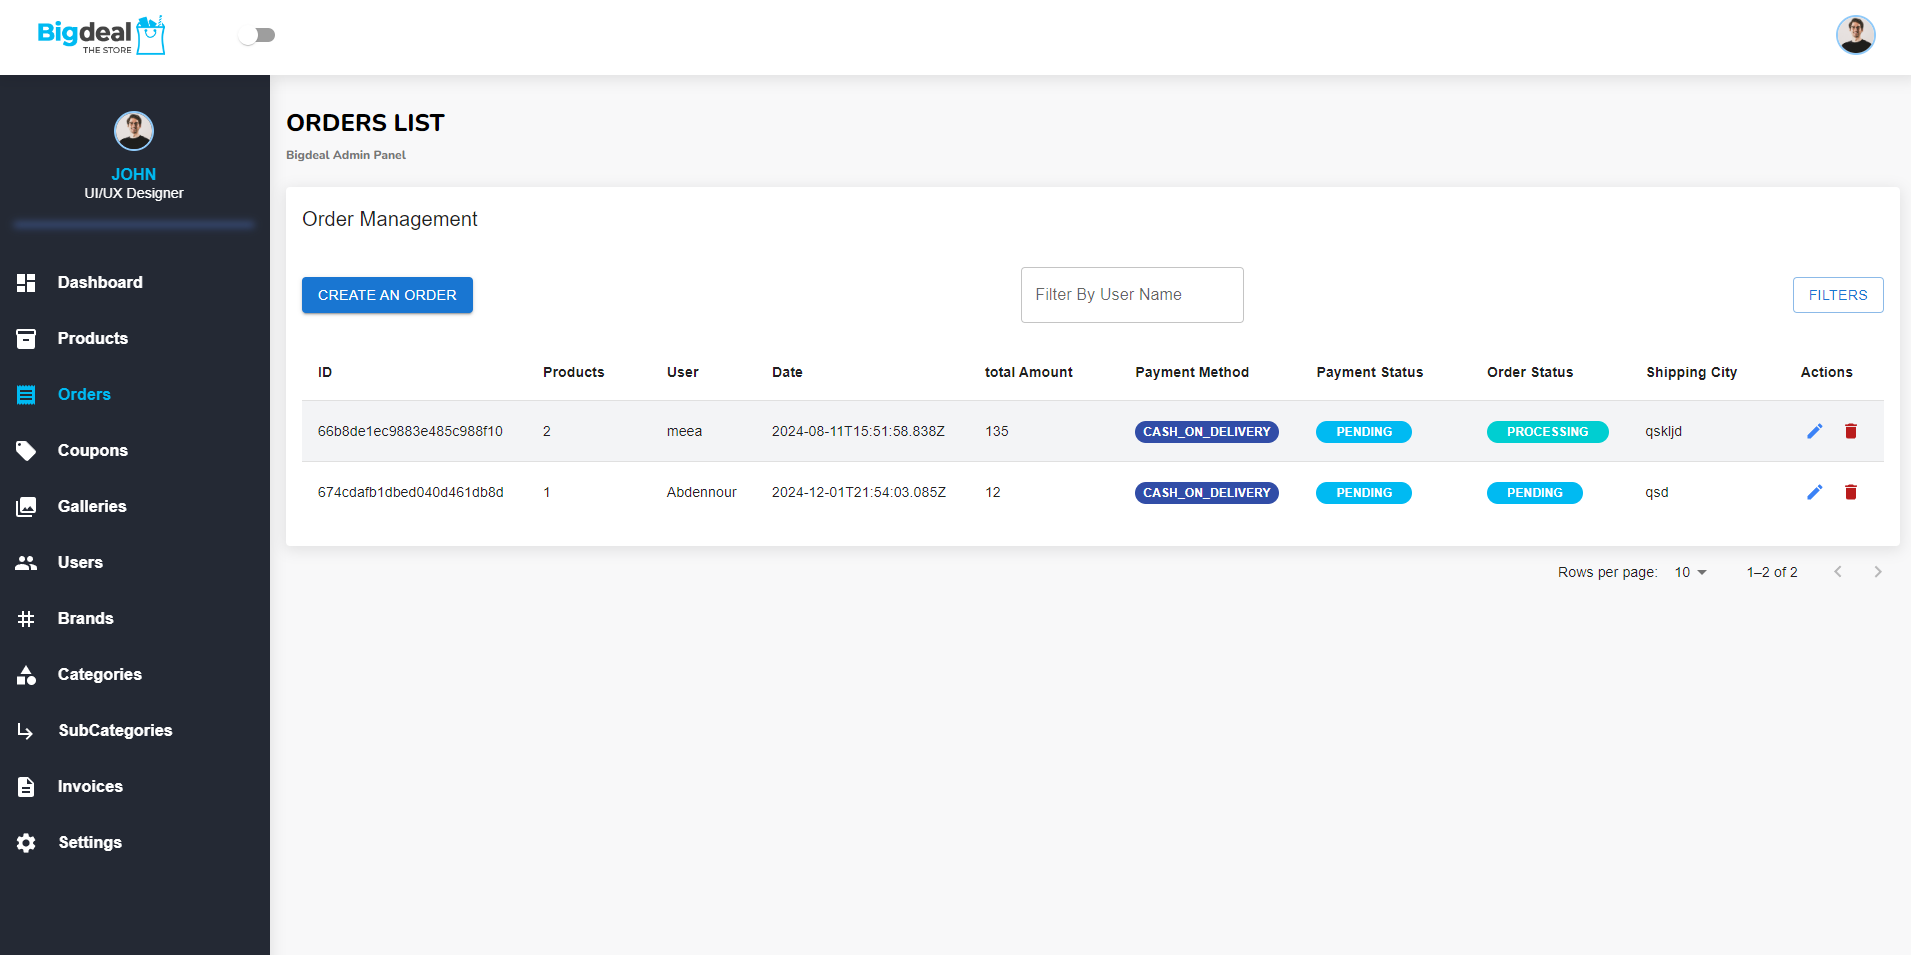 Bigdeal
THE STORE
JOHN
UI/UX Designer
Dashboard
Products
Orders
Coupons
Galleries
Users
Brands
Categories
SubCategories
Invoices
Settings
ORDERS LIST
Bigdeal Admin Panel
Order Management
CREATE AN ORDER
Filter By User Name
FILTERS
ID Products User Date total Amount Payment Method Payment Status Order Status Shipping City Actions
66b8de1ec9883e485c988f10 2 meea 2024-08-11T15:51:58.838Z 135 CASH_ON_DELIVERY PENDING PROCESSING qskljd
674cdafb1dbed040d461db8d 1 Abdennour 2024-12-01T21:54:03.085Z 12 CASH_ON_DELIVERY PENDING PENDING qsd
Rows per page: 10 1–2 of 2